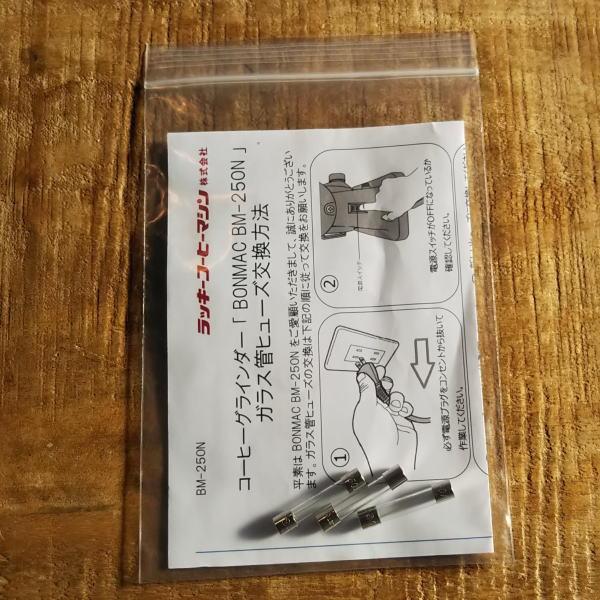 BM-250N
ラッキーコーヒーマシン株式会社
コーヒーグラインダー「BONMAC BM-250N」
ガラス管ヒューズ交換方法
平素は BONMAC BM-250N をご愛顧いただきまして、誠にありがとうござい
ます。ガラス管ヒューズの交換は下記の順に従って交換をお願いします。
①
必ず電源プラグをコンセントから抜いて
作業してください。
②
電源スイッチ
電源スイッチがOFFになっているか
確認してください。